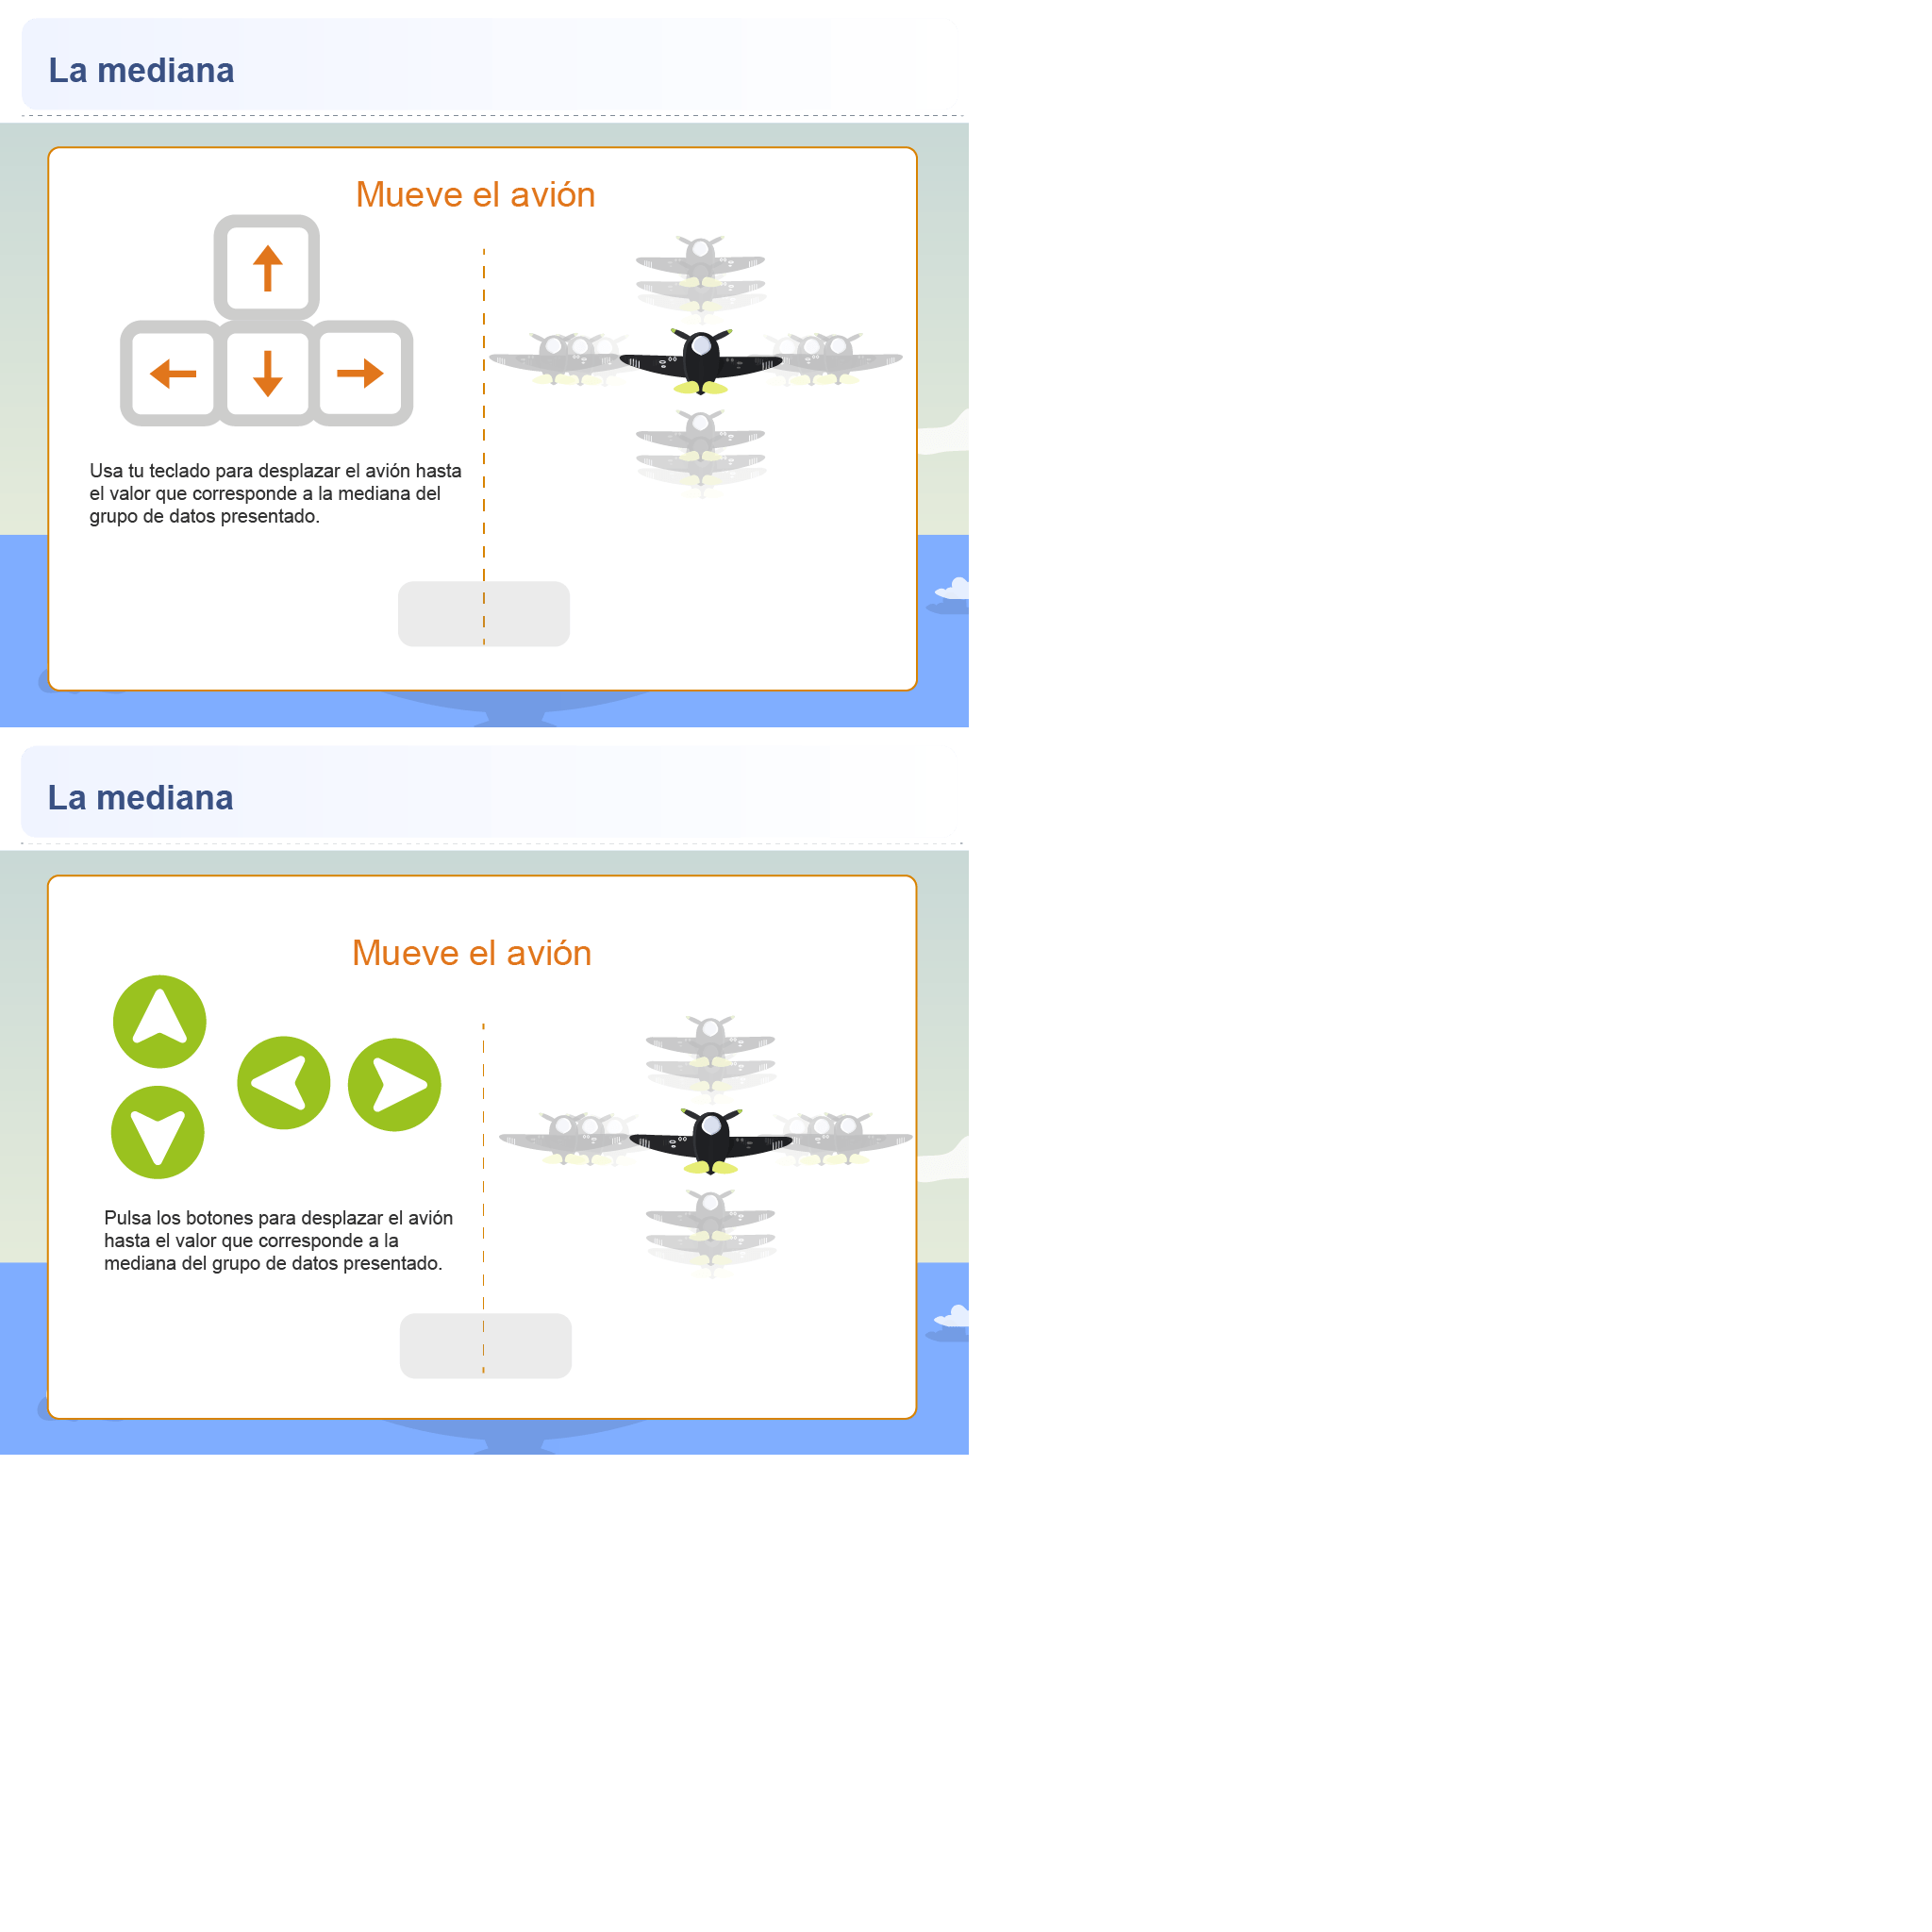 La mediana
Mueve el avión
Usa tu teclado para desplazar el avión hasta
el valor que corresponde a la mediana del
grupo de datos presentado.
La mediana
Mueve el avión
Pulsa los botones para desplazar el avión
hasta el valor que corresponde a la
mediana del grupo de datos presentado.